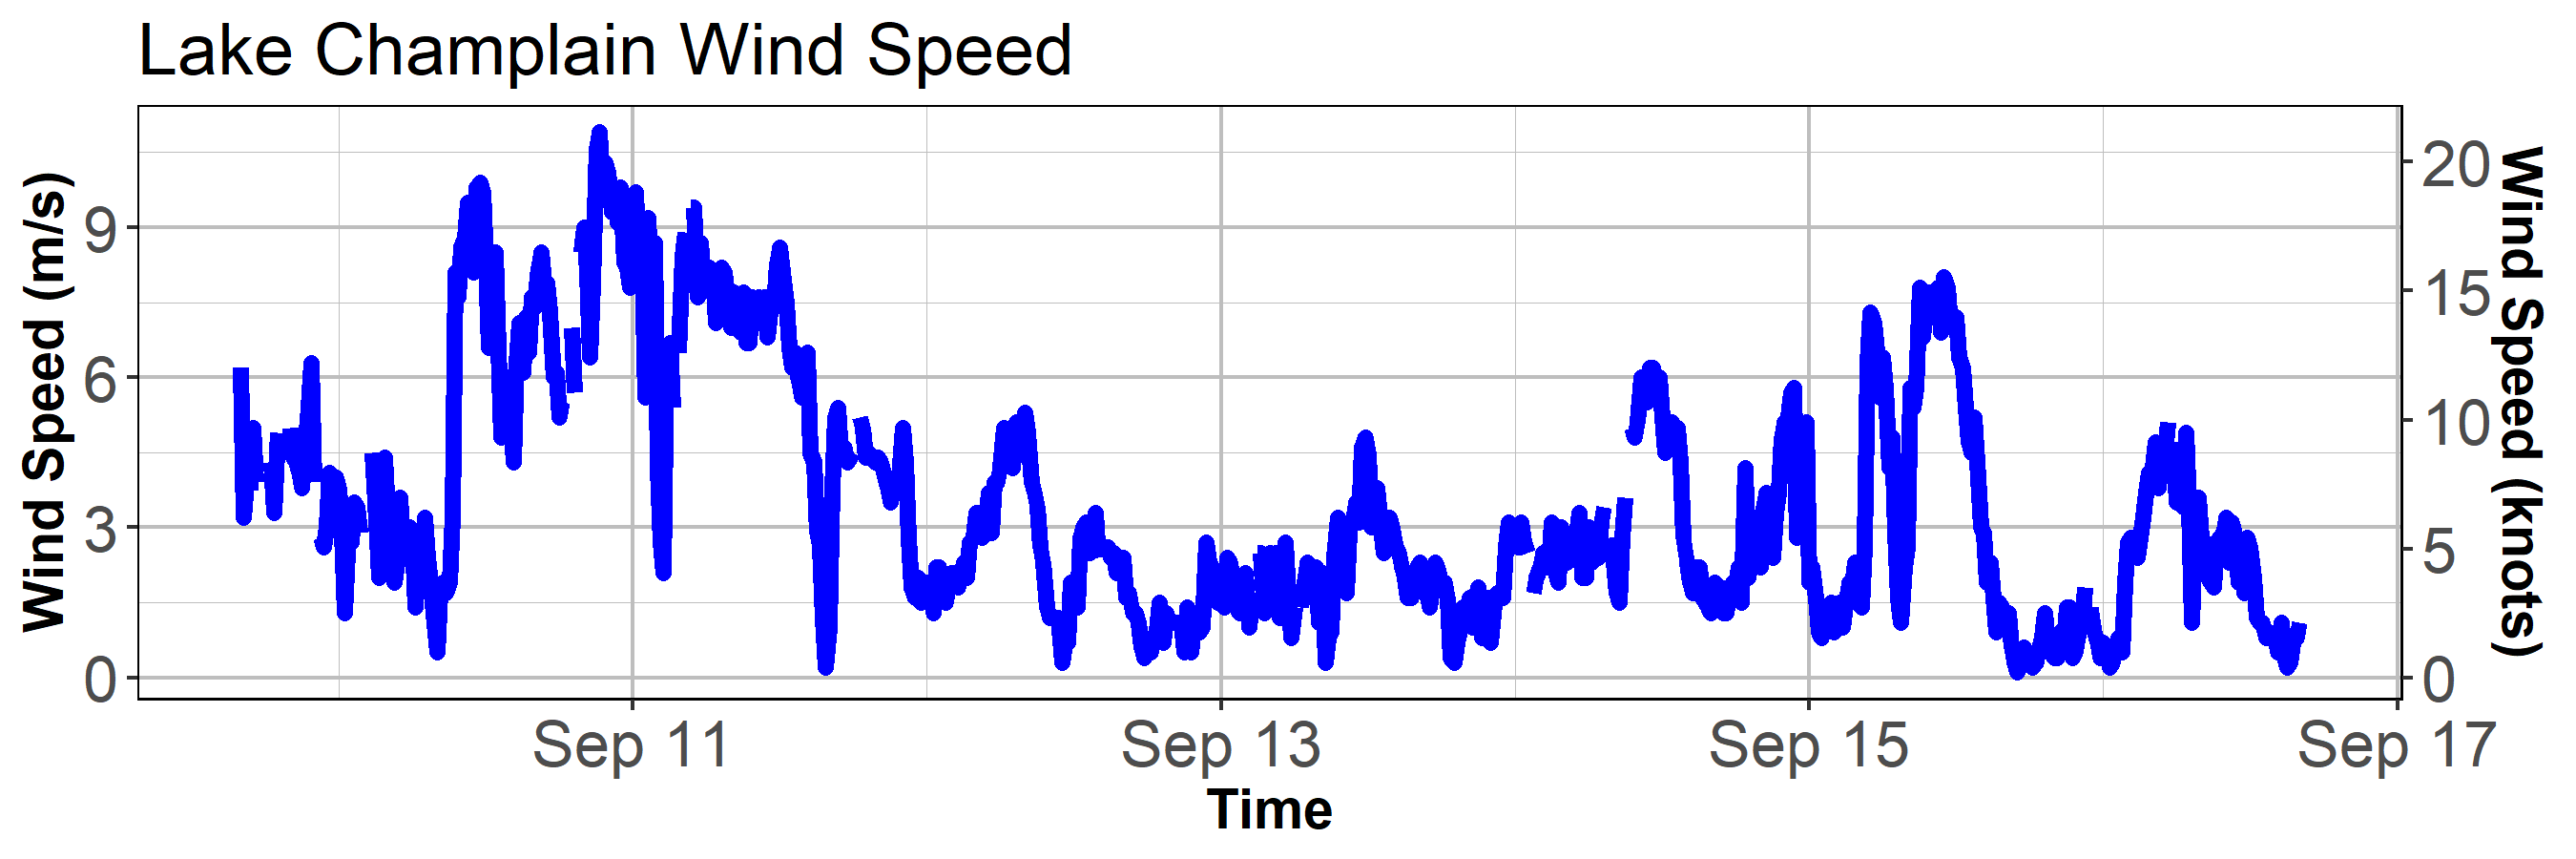 Lake Champlain Wind Speed
Wind Speed (m/s)
9
6
3
0
20
15
10
5
0
Wind Speed (knots)
Sep 11
Sep 13
Sep 15
Sep 17
Time